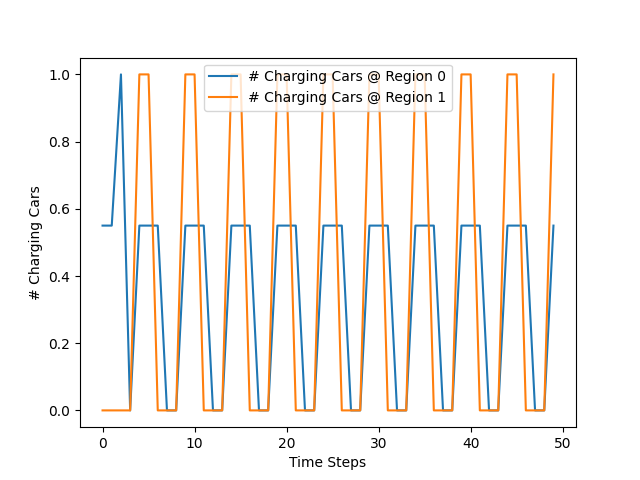 # Charging Cars @ Region 0
# Charging Cars @ Region 1
1.0
0.8
0.6
0.4
0.2
0.0
# Charging Cars
0 10 20 30 40 50
Time Steps